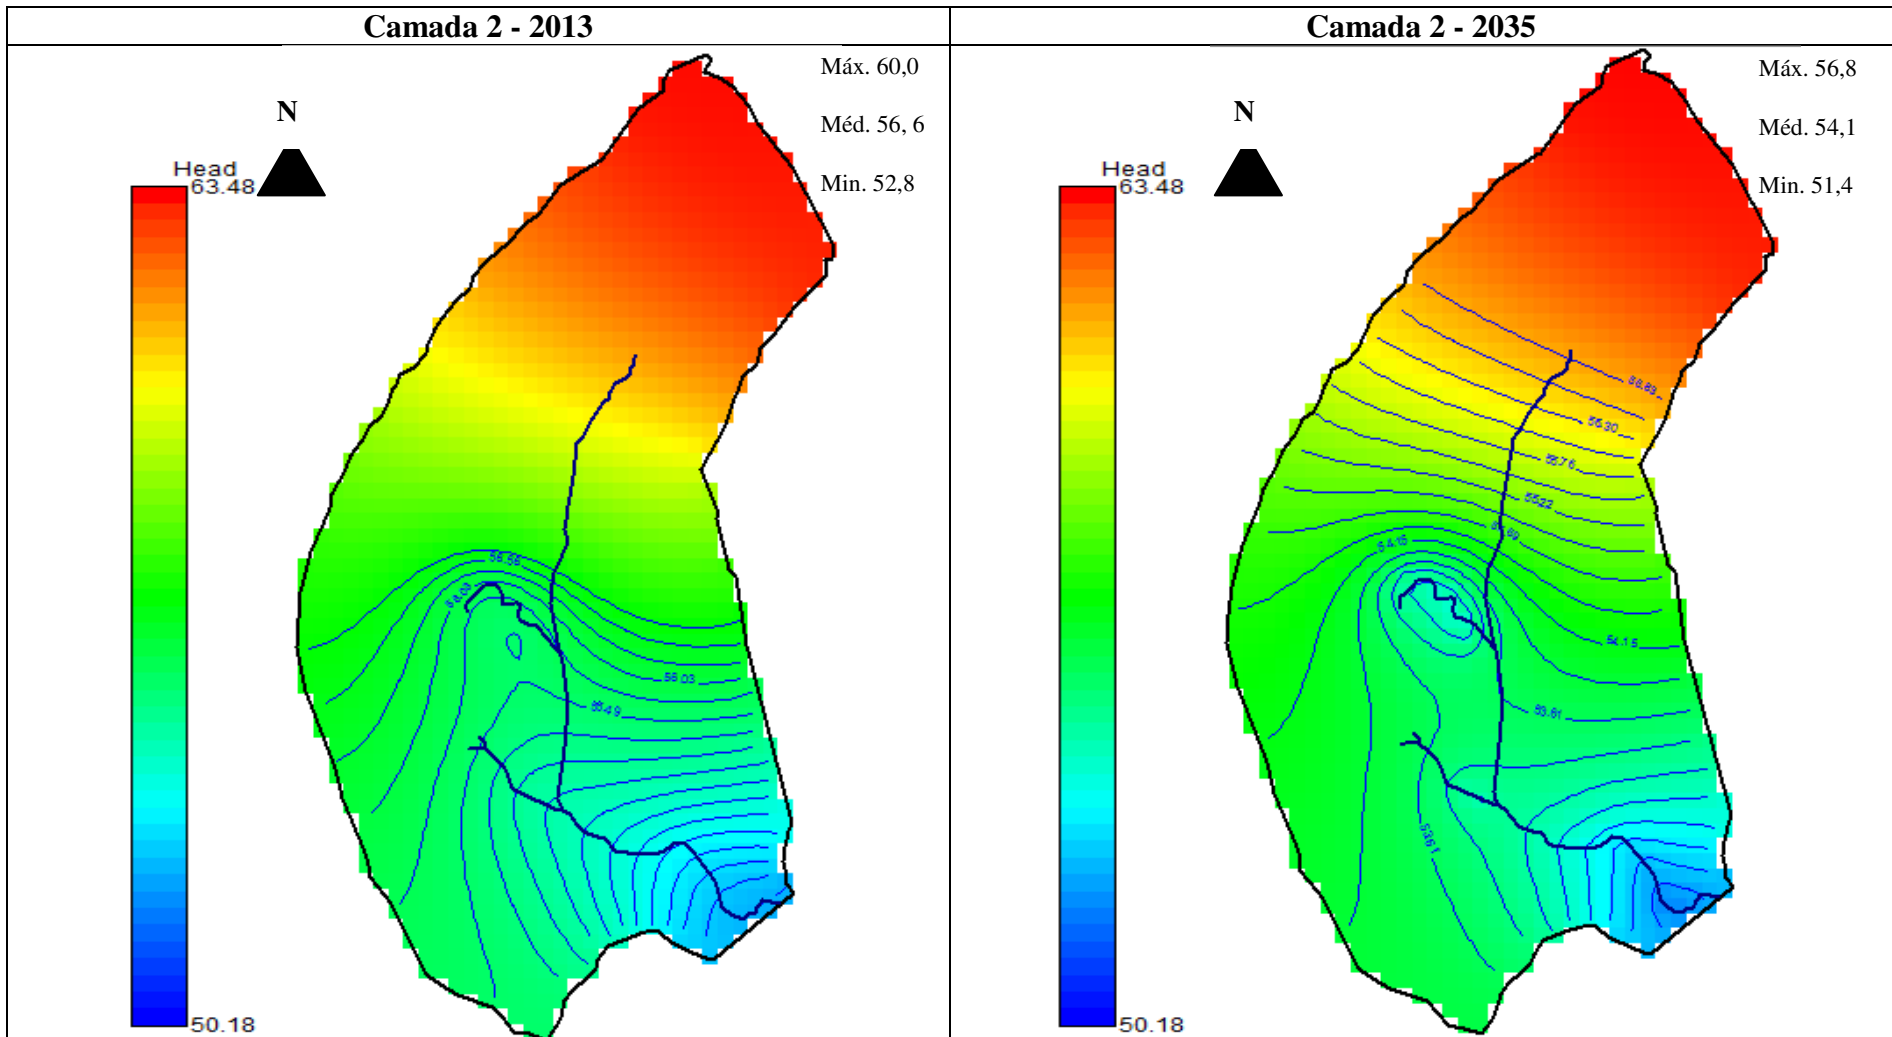 Camada 2 - 2013
Camada 2 - 2035
Máx. 60,0
Méd. 56, 6
Min. 52,8
N
Head
63.48
50.18
56.03
Máx. 56,8
Méd. 54,1
Min. 51,4
N
Head
63.48
50.18
56.30
55.76
55.22
54.15
54.15
53.61
53.61